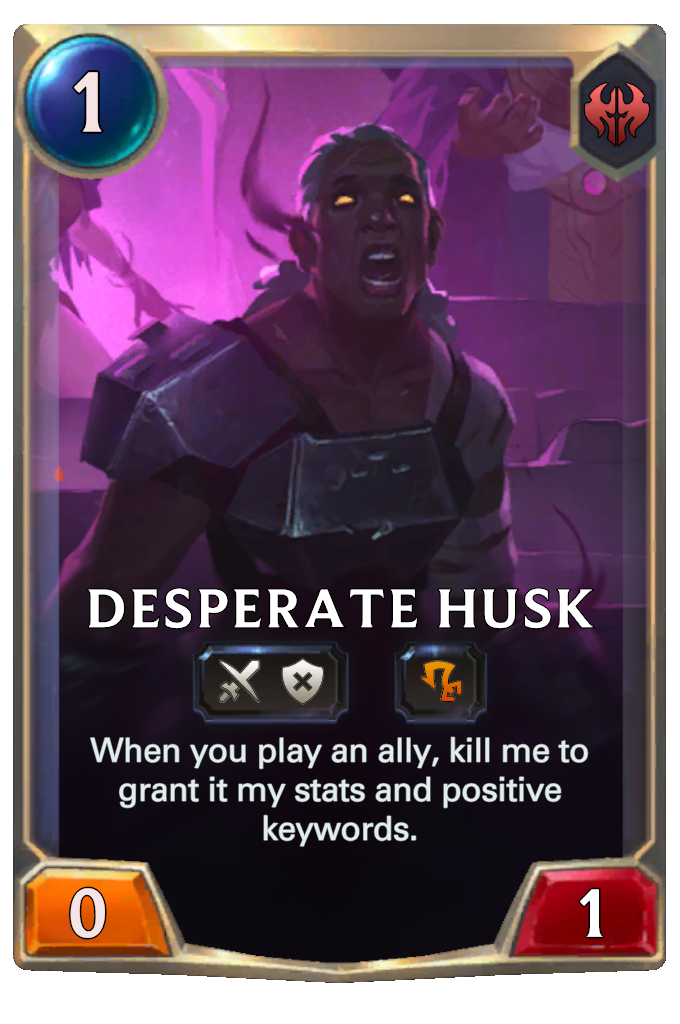 1
DESPERATE HUSK
When you play an ally, kill me to
grant it my stats and positive
keywords.
0
1